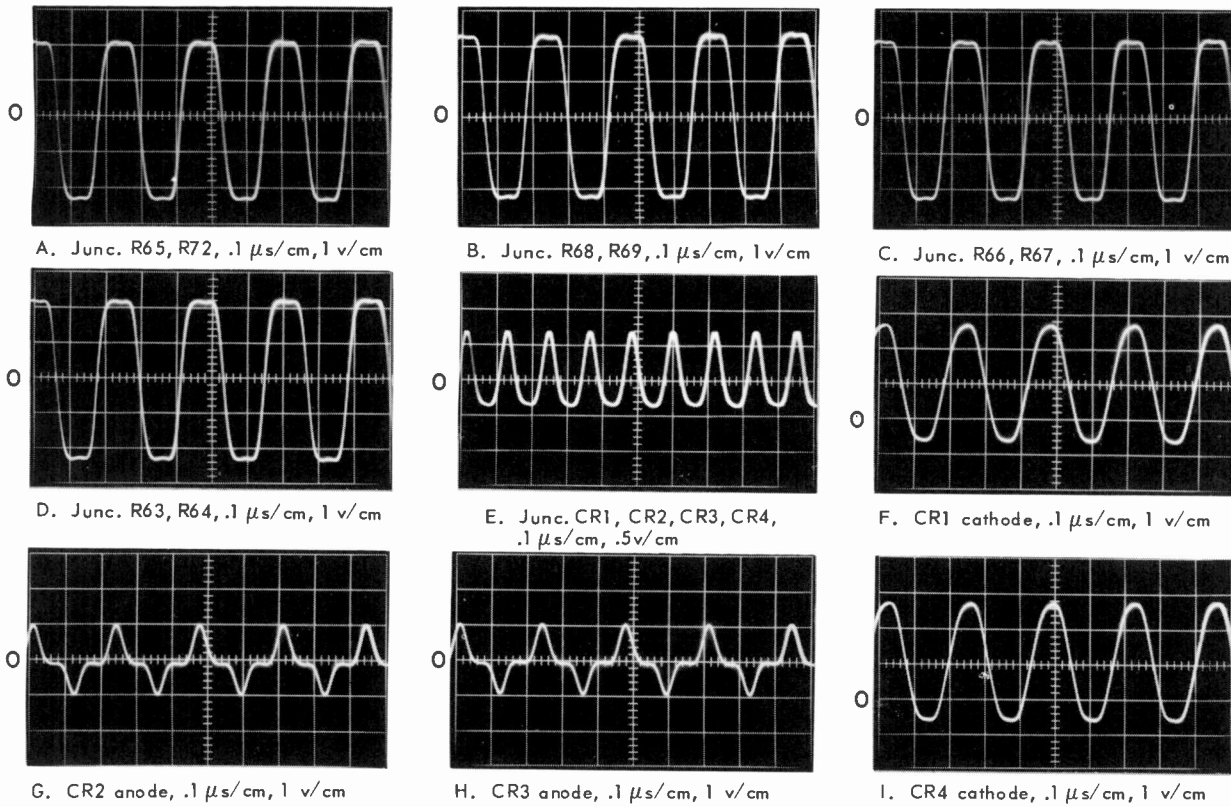 O
A. Junc. R65, R72, .1 μs/cm, 1 v/cm
O
B. Junc. R68, R69, .1 μs/cm, 1v/cm
O
C. Junc. R66, R67, .1 μs/cm, 1 v/cm
O
D. Junc. R63, R64, .1 μs/cm, 1 v/cm
O
E. Junc. CR1, CR2, CR3, CR4,
.1 μs/cm, .5v/cm
O
F. CR1 cathode, .1 μs/cm, 1 v/cm
O
G. CR2 anode, .1 μs/cm, 1 v/cm
O
H. CR3 anode, .1 μs/cm, 1 v/cm
O
I. CR4 cathode, .1 μs/cm, 1 v/cm